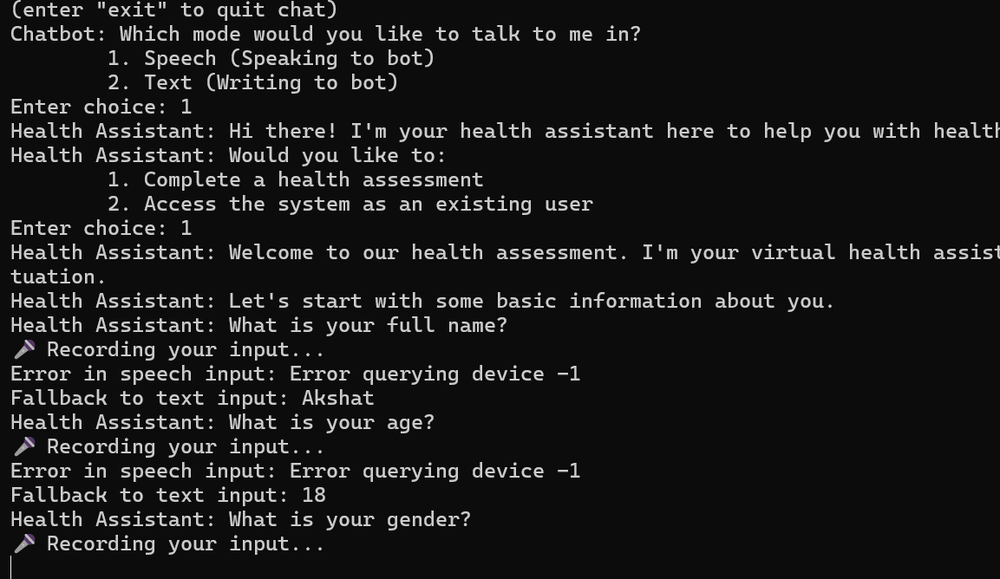 (enter "exit" to quit chat)
Chatbot: Which mode would you like to talk to me in?
1. Speech (Speaking to bot)
2. Text (Writing to bot)
Enter choice: 1
Health Assistant: Hi there! I'm your health assistant here to help you with health
Health Assistant: Would you like to:
1. Complete a health assessment
2. Access the system as an existing user
Enter choice: 1
Health Assistant: Welcome to our health assessment. I'm your virtual health assist
tuation.
Health Assistant: Let's start with some basic information about you.
Health Assistant: What is your full name?
🎤 Recording your input...
Error in speech input: Error querying device -1
Fallback to text input: Akshat
Health Assistant: What is your age?
🎤 Recording your input...
Error in speech input: Error querying device -1
Fallback to text input: 18
Health Assistant: What is your gender?
🎤 Recording your input...